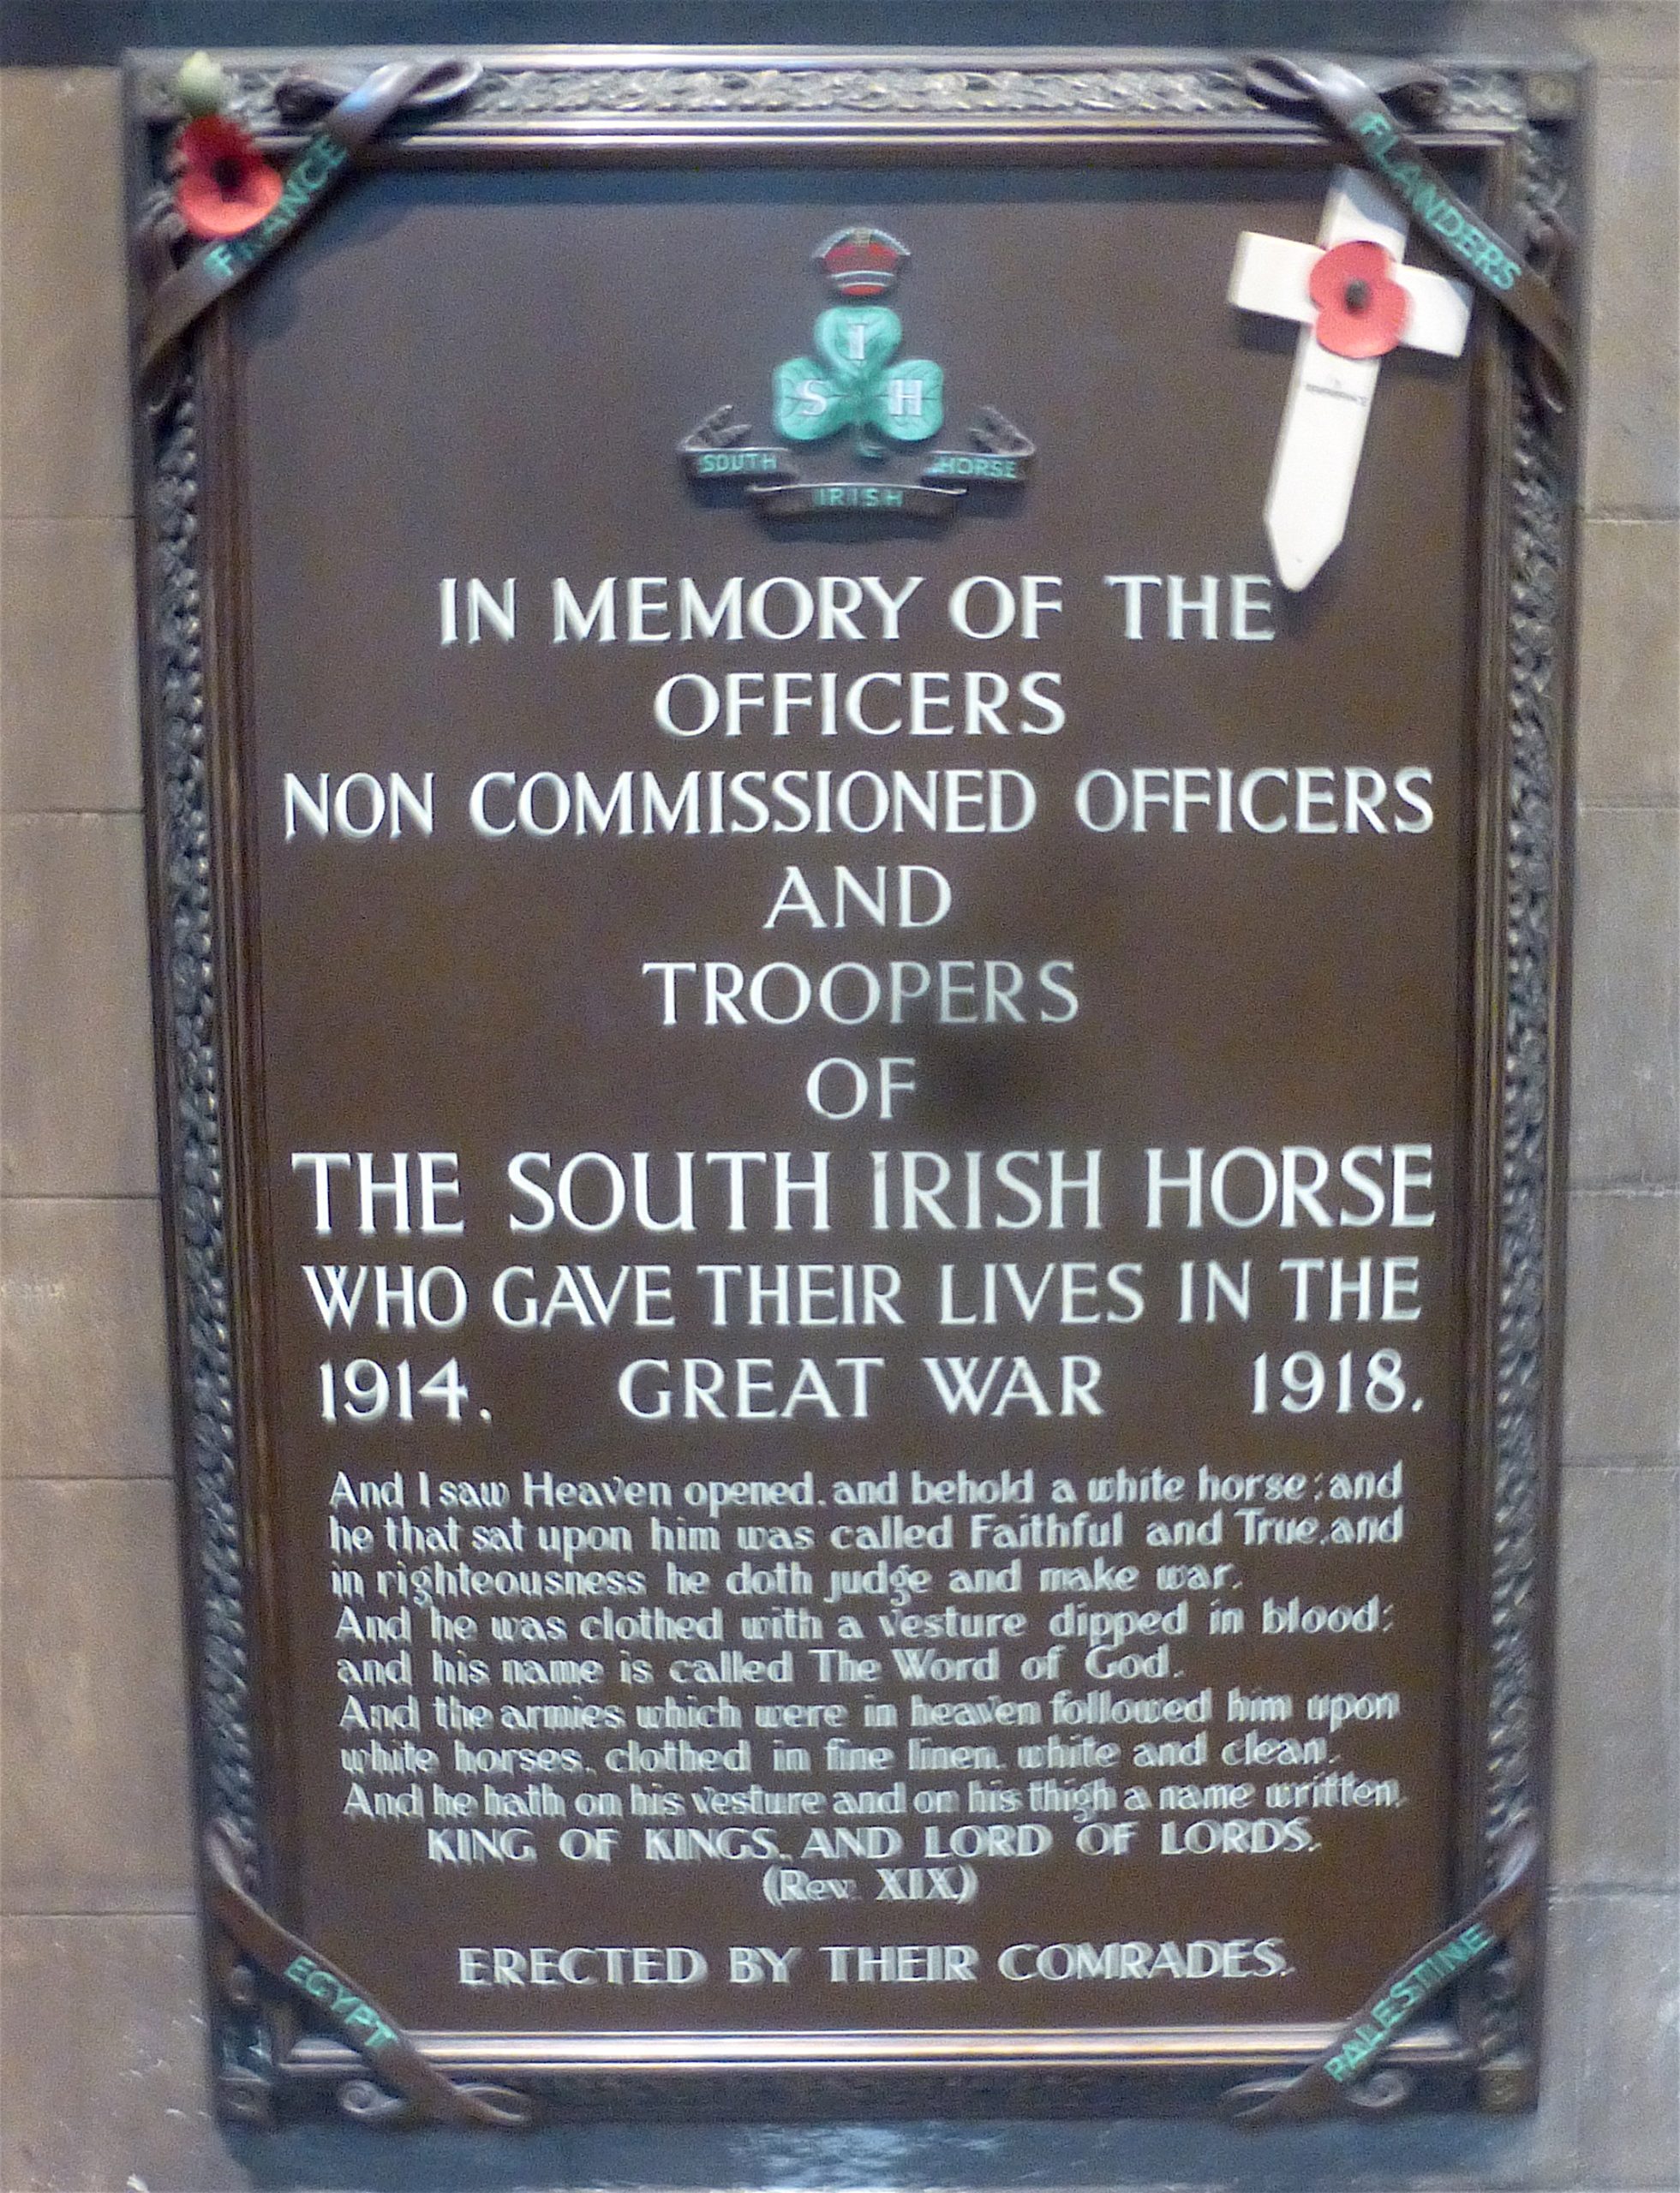 FRANCE
FLANDERS
I
S H
SOUTH IRISH HORSE
IN MEMORY OF THE
OFFICERS
NON COMMISSIONED OFFICERS
AND
TROOPERS
OF
THE SOUTH IRISH HORSE
WHO GAVE THEIR LIVES IN THE
1914. GREAT WAR 1918.
And I saw Heaven opened, and behold a white horse; and
he that sat upon him was called Faithful and True, and
in righteousness he doth judge and make war.
And he was clothed with a vesture dipped in blood;
and his name is called The Word of God.
And the armies which were in heaven followed him upon
white horses, clothed in fine linen, white and clean.
And he hath on his vesture and on his thigh a name written,
KING OF KINGS, AND LORD OF LORDS.
(Rev. XIX)
ERECTED BY THEIR COMRADES.
EGYPT
PALESTINE